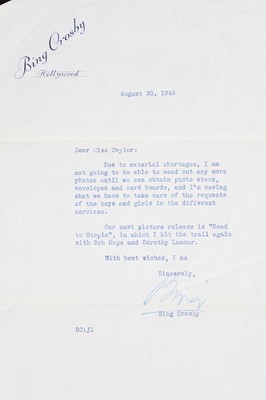 Bing Crosby
Hollywood
August 30, 1945
Dear Miss Taylor:
Due to material shortages, I am
not going to be able to send out any more
photos until we can obtain photo stock,
envelopes and card boards, and I'm saving
what we have to take care of the requests
of the boys and girls in the different
services.
Our next picture release is "Road
to Utopia", in which I hit the trail again
with Bob Hope and Dorothy Lamour.
With best wishes, I am
Sincerely,
Bing
Bing Crosby
BC:jl